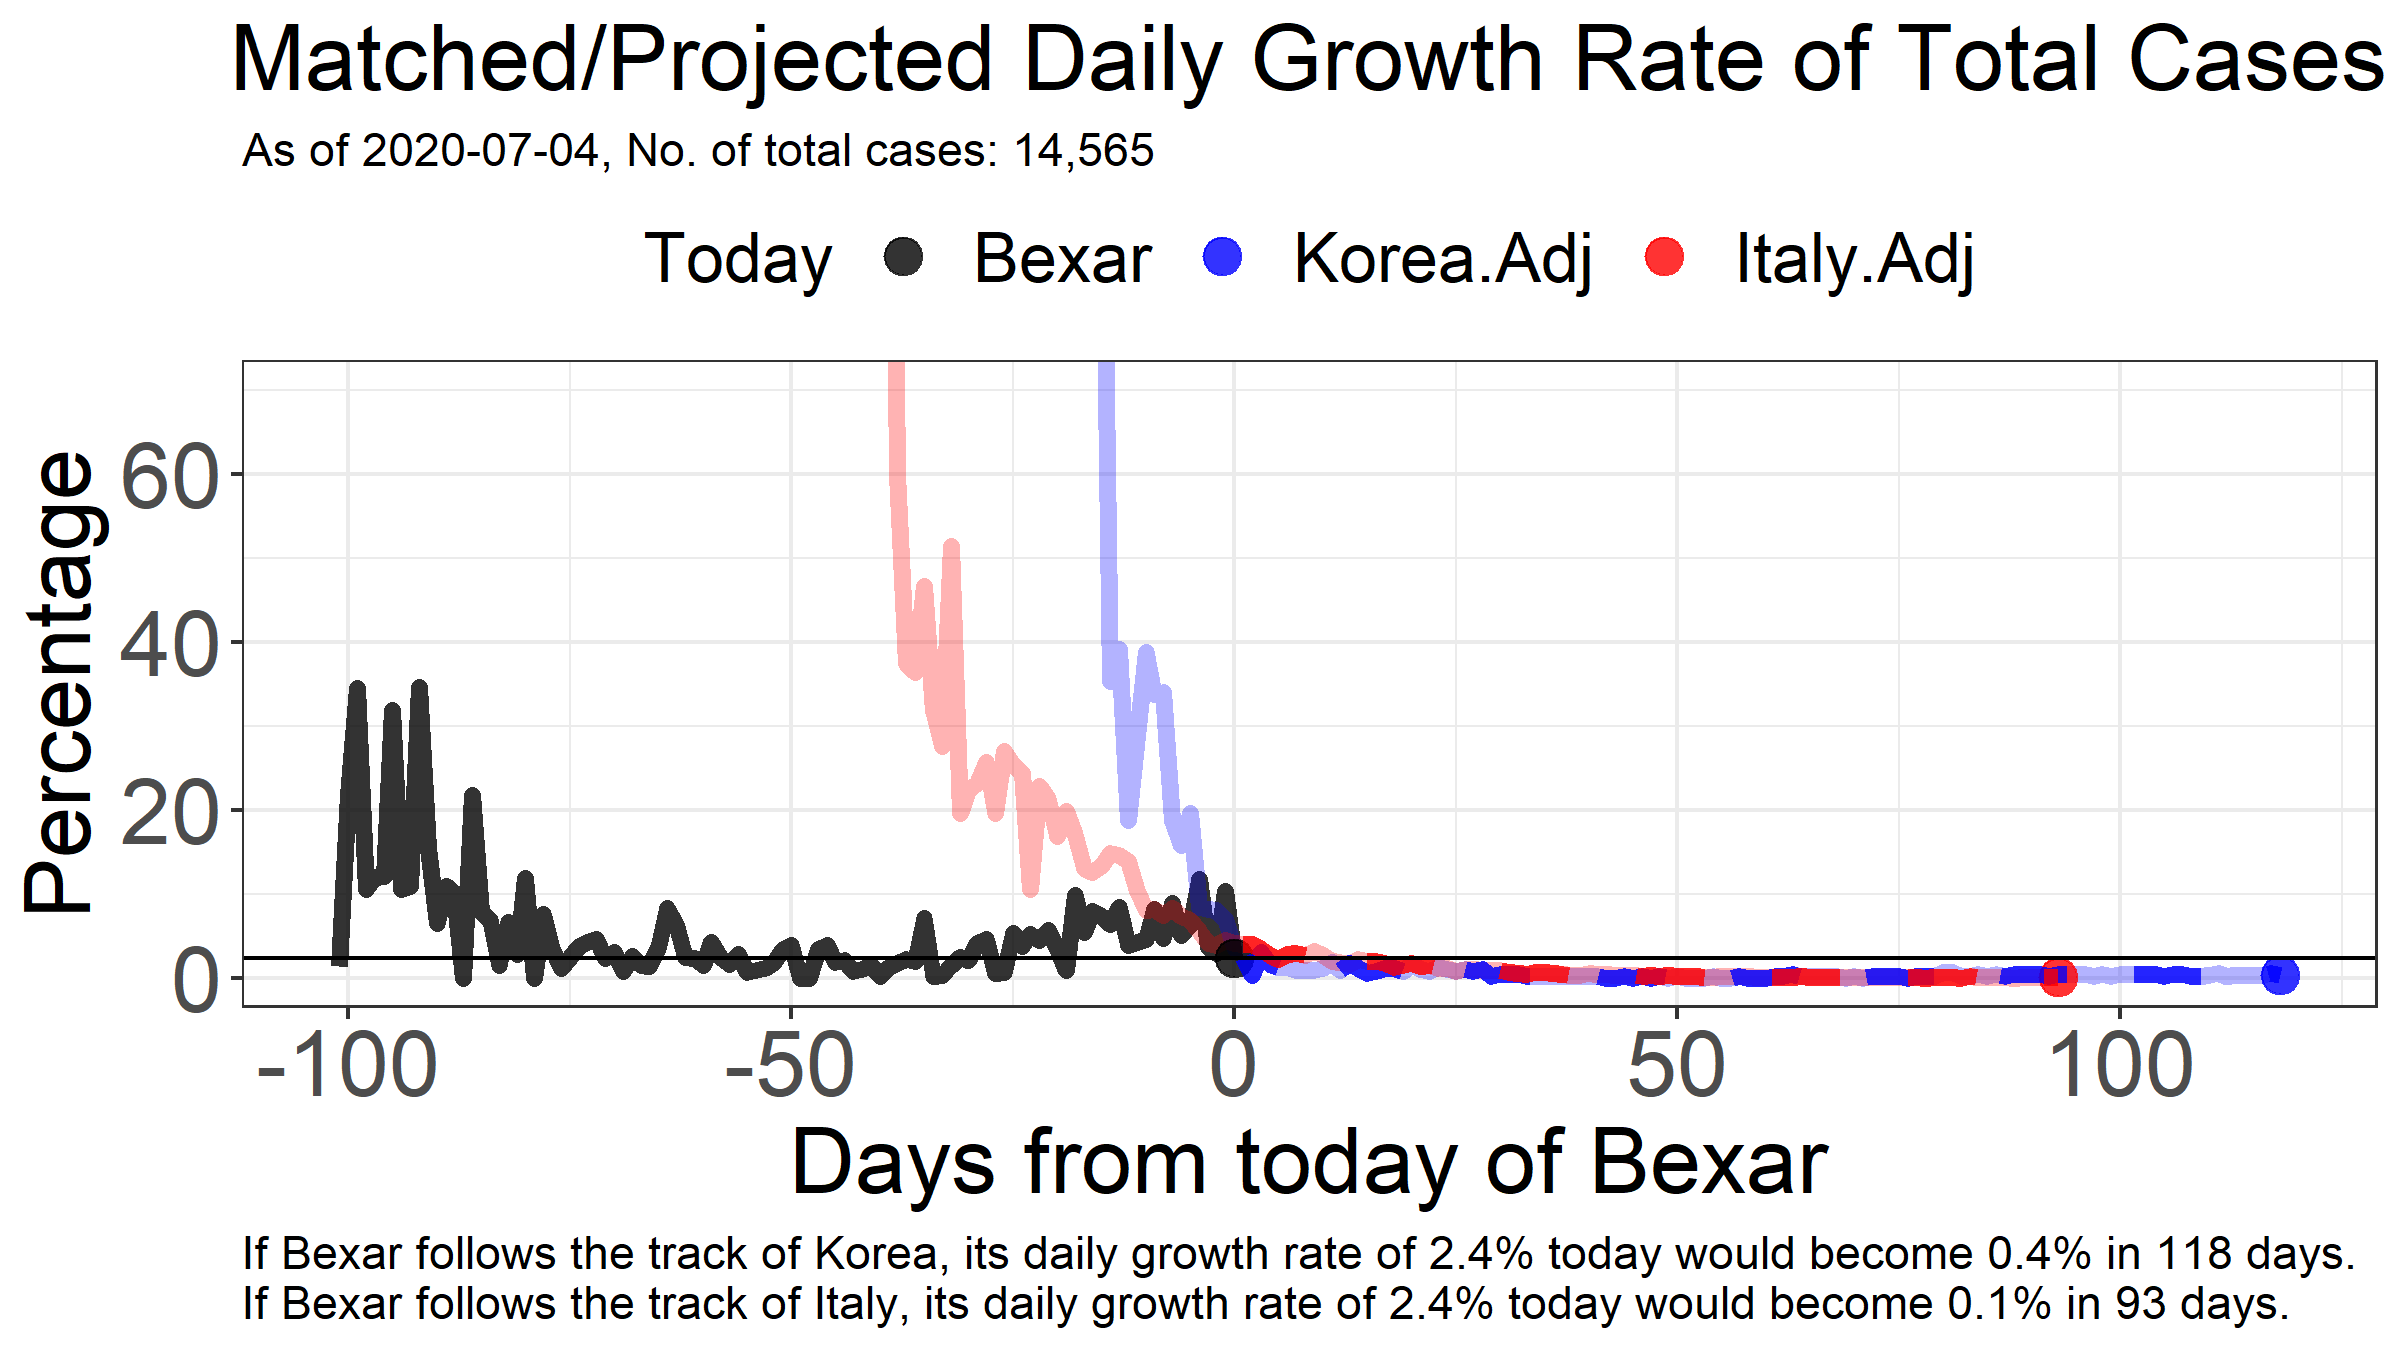 Matched/Projected Daily Growth Rate of Total Cases
As of 2020-07-04, No. of total cases: 14,565
Today Bexar Korea.Adj Italy.Adj
Percentage
60
40
20
0
-100 -50 0 50 100
Days from today of Bexar
If Bexar follows the track of Korea, its daily growth rate of 2.4% today would become 0.4% in 118 days.
If Bexar follows the track of Italy, its daily growth rate of 2.4% today would become 0.1% in 93 days.